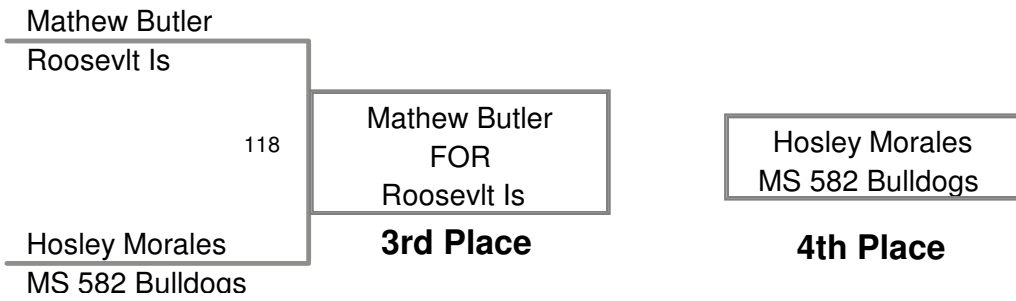 Mathew Butler
Roosevlt Is
118
Mathew Butler
FOR
Roosevlt Is
3rd Place
Hosley Morales
MS 582 Bulldogs
4th Place
Hosley Morales
MS 582 Bulldogs